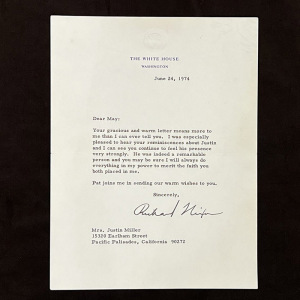 THE WHITE HOUSE
WASHINGTON
June 24, 1974
Dear May:
Your gracious and warm letter means more to
me than I can ever tell you. I was especially
pleased to hear your reminiscences about Justin
and I can see you continue to feel his presence
very strongly. He was indeed a remarkable
person and you may be sure I will always do
everything in my power to merit the faith you
both placed in me.
Pat joins me in sending our warm wishes to you.
Sincerely,
Richard Nixon
Mrs. Justin Miller
15320 Earlham Street
Pacific Palisades, California 90272